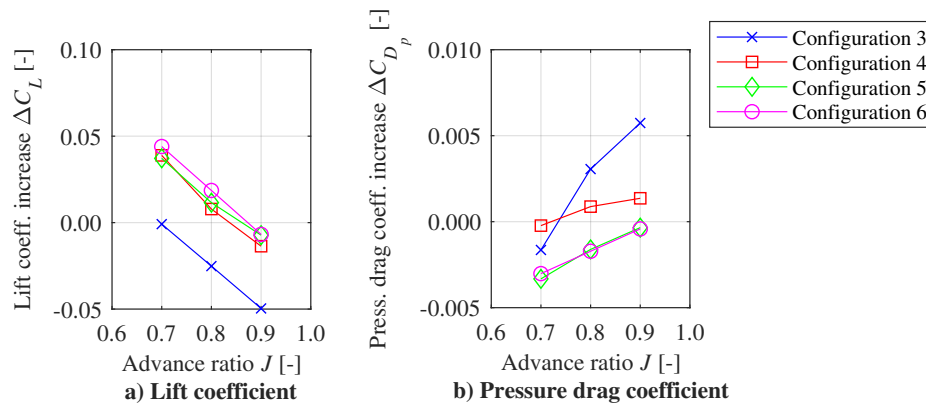 Lift coeff. increase ΔC_L [-]
0.10
0.05
0.00
-0.05
0.6 0.7 0.8 0.9 1.0
Advance ratio J [-]
a) Lift coefficient
Press. drag coeff. increase ΔC_{D_p} [-]
0.010
0.005
0.000
-0.005
0.6 0.7 0.8 0.9 1.0
Advance ratio J [-]
b) Pressure drag coefficient
Configuration 3
Configuration 4
Configuration 5
Configuration 6